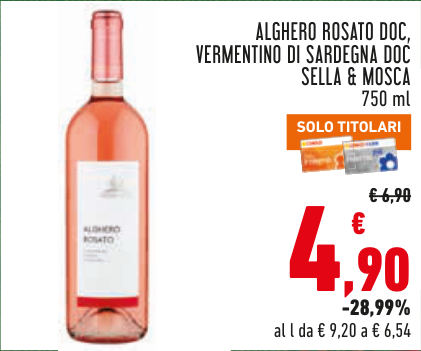 ALGHERO ROSATO DOC,
VERMENTINO DI SARDEGNA DOC
SELLA & MOSCA
750 ml
SOLO TITOLARI
€ 6,90
€
4,90
-28,99%
al l da € 9,20 a € 6,54
ALGHERO
ROSATO